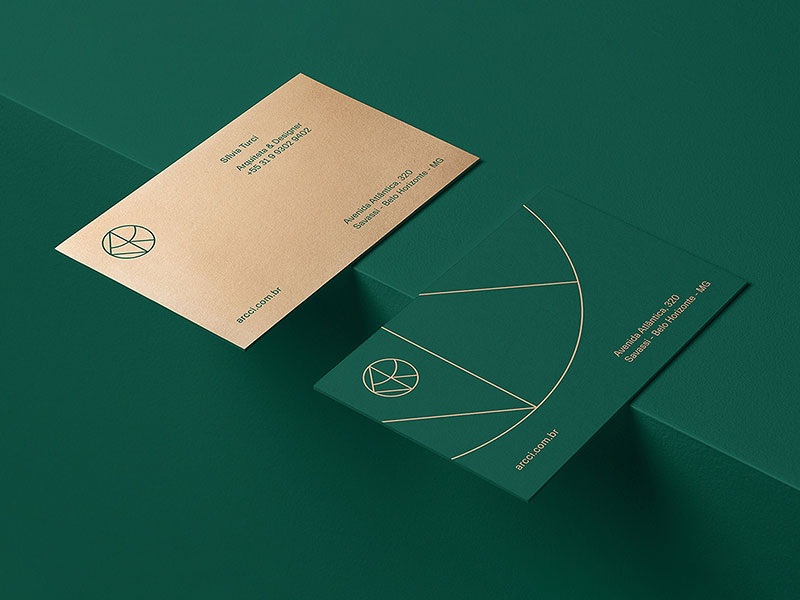 Sílvia Turci
Arquiteta & Designer
+55 31 9 9302 9402
Avenida Atlântica, 320
Savassi - Belo Horizonte - MG
arcci.com.br
Avenida Atlântica, 320
Savassi - Belo Horizonte - MG
arcci.com.br